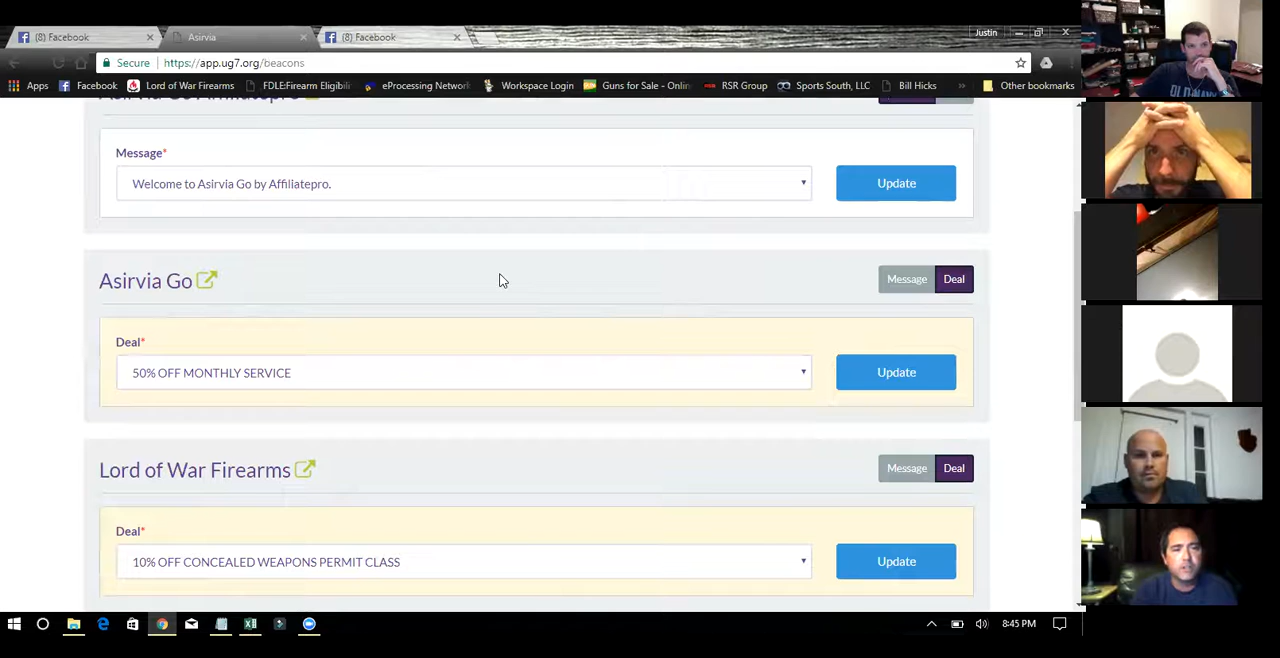 (8) Facebook
Asirvia
(8) Facebook
Justin
Secure https://app.ug7.org/beacons
Apps Facebook Lord of War Firearms FDLE:Firearm Eligibili eProcessing Network Workspace Login Guns for Sale - Onlin RSR Group Sports South, LLC Bill Hicks » Other bookmarks
Message*
Welcome to Asirvia Go by Affiliatepro.
Update
Asirvia Go
Message Deal
Deal*
50% OFF MONTHLY SERVICE
Update
Lord of War Firearms
Message Deal
Deal*
10% OFF CONCEALED WEAPONS PERMIT CLASS
Update
8:45 PM